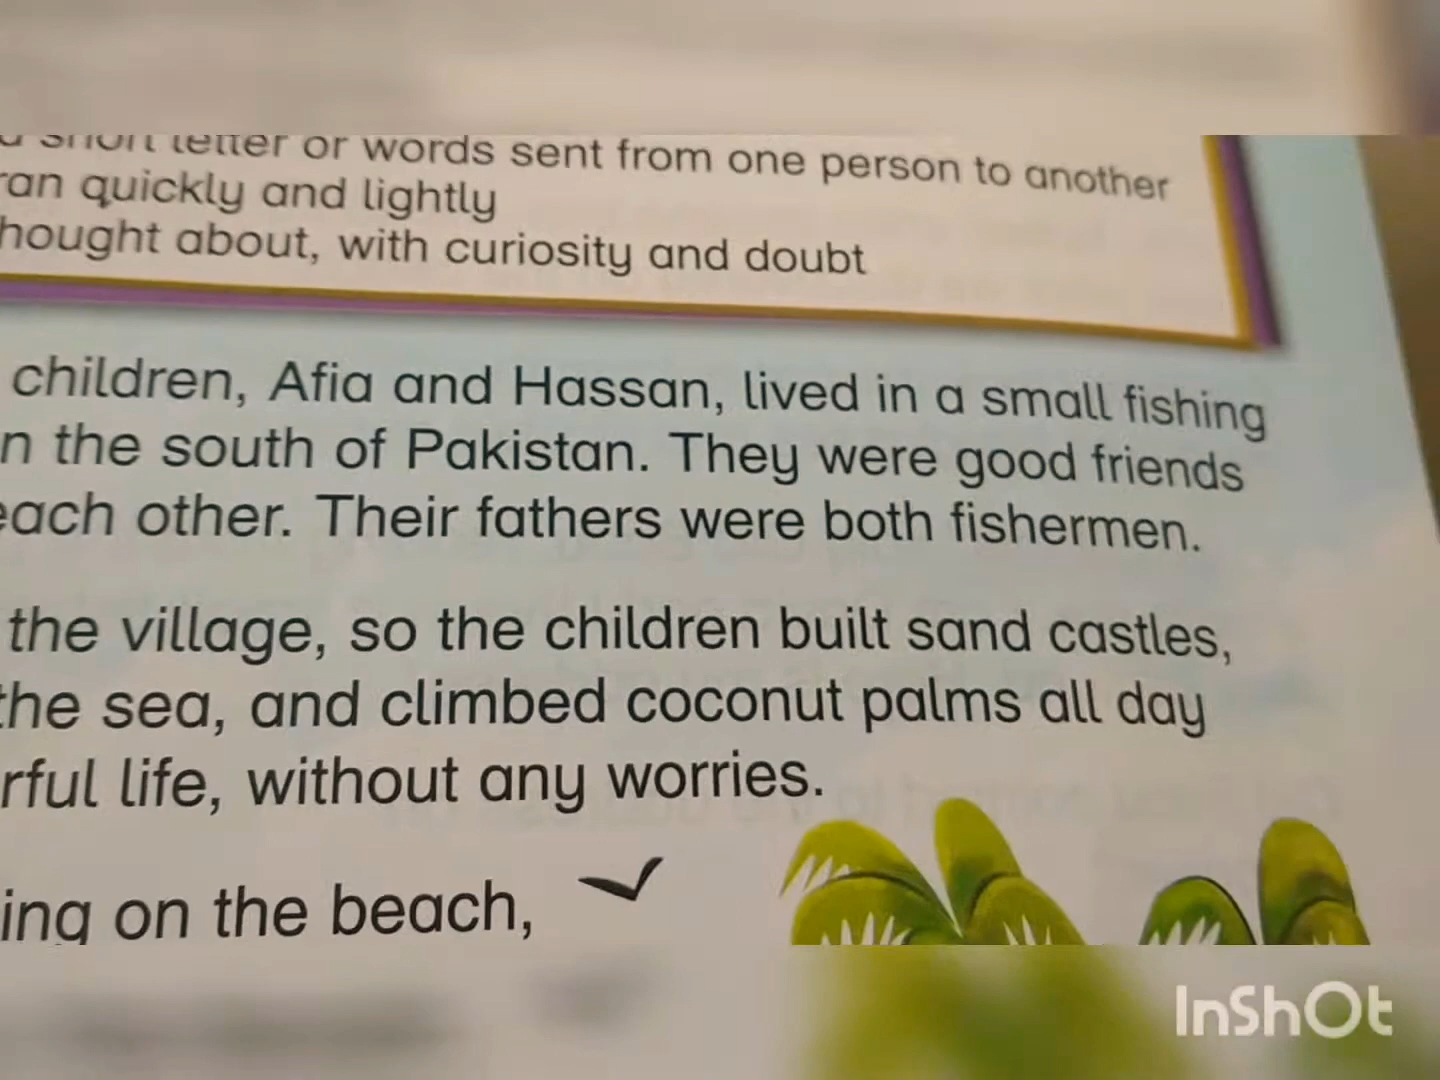 short letter or words sent from one person to another
ran quickly and lightly
hought about, with curiosity and doubt
children, Afia and Hassan, lived in a small fishing
n the south of Pakistan. They were good friends
each other. Their fathers were both fishermen.
the village, so the children built sand castles,
the sea, and climbed coconut palms all day
rful life, without any worries.
ing on the beach,
InShOt